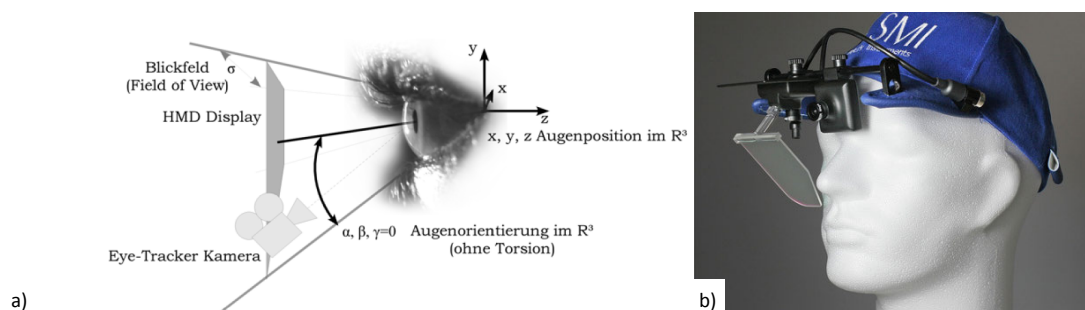 Blickfeld
(Field of View)
σ
HMD Display
y
x
z
x, y, z Augenposition im R³
α, β, γ=0
Augenorientierung im R³
(ohne Torsion)
Eye-Tracker Kamera
a)
SMI
b)